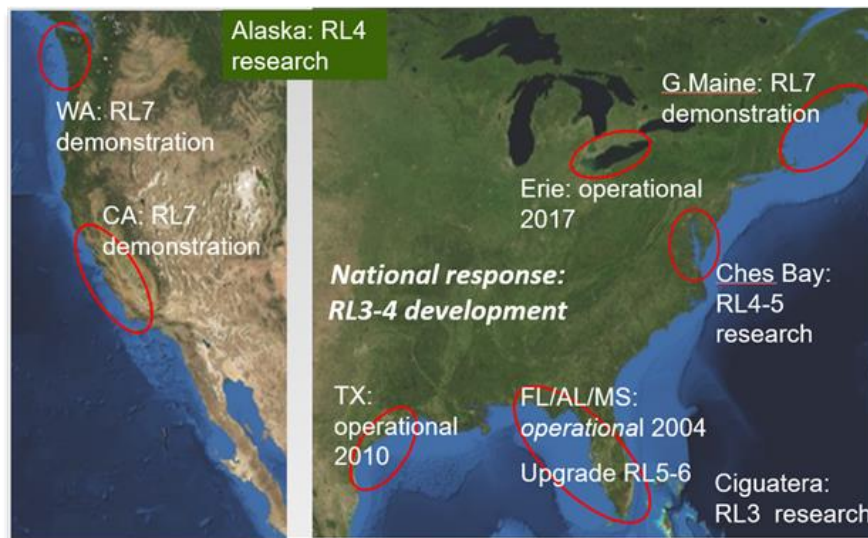 Alaska: RL4
research
WA: RL7
demonstration
CA: RL7
demonstration
G.Maine: RL7
demonstration
Erie: operational
2017
National response:
RL3-4 development
Ches Bay:
RL4-5
research
TX:
operational
2010
FL/AL/MS:
operational 2004
Upgrade RL5-6
Ciguatera:
RL3 research